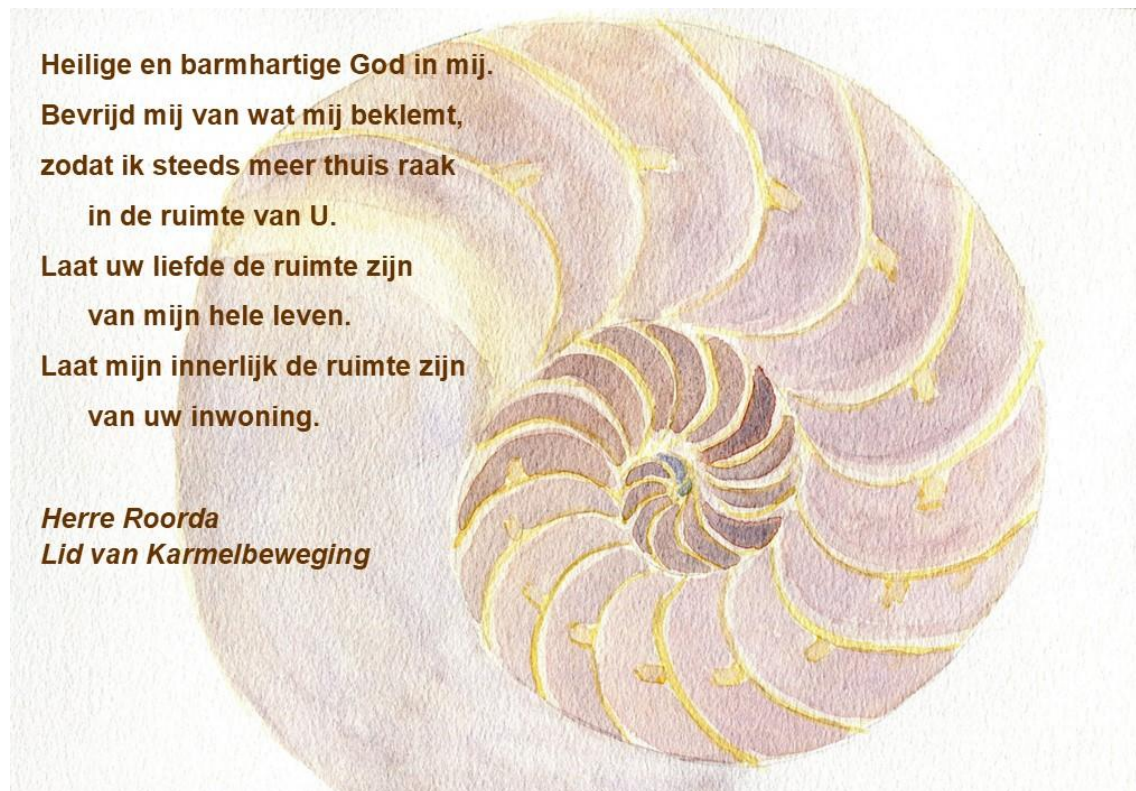 Heilige en barmhartige God in mij.
Bevrijd mij van wat mij beklemt,
zodat ik steeds meer thuis raak
in de ruimte van U.
Laat uw liefde de ruimte zijn
van mijn hele leven.
Laat mijn innerlijk de ruimte zijn
van uw inwoning.
Herre Roorda
Lid van Karmelbeweging